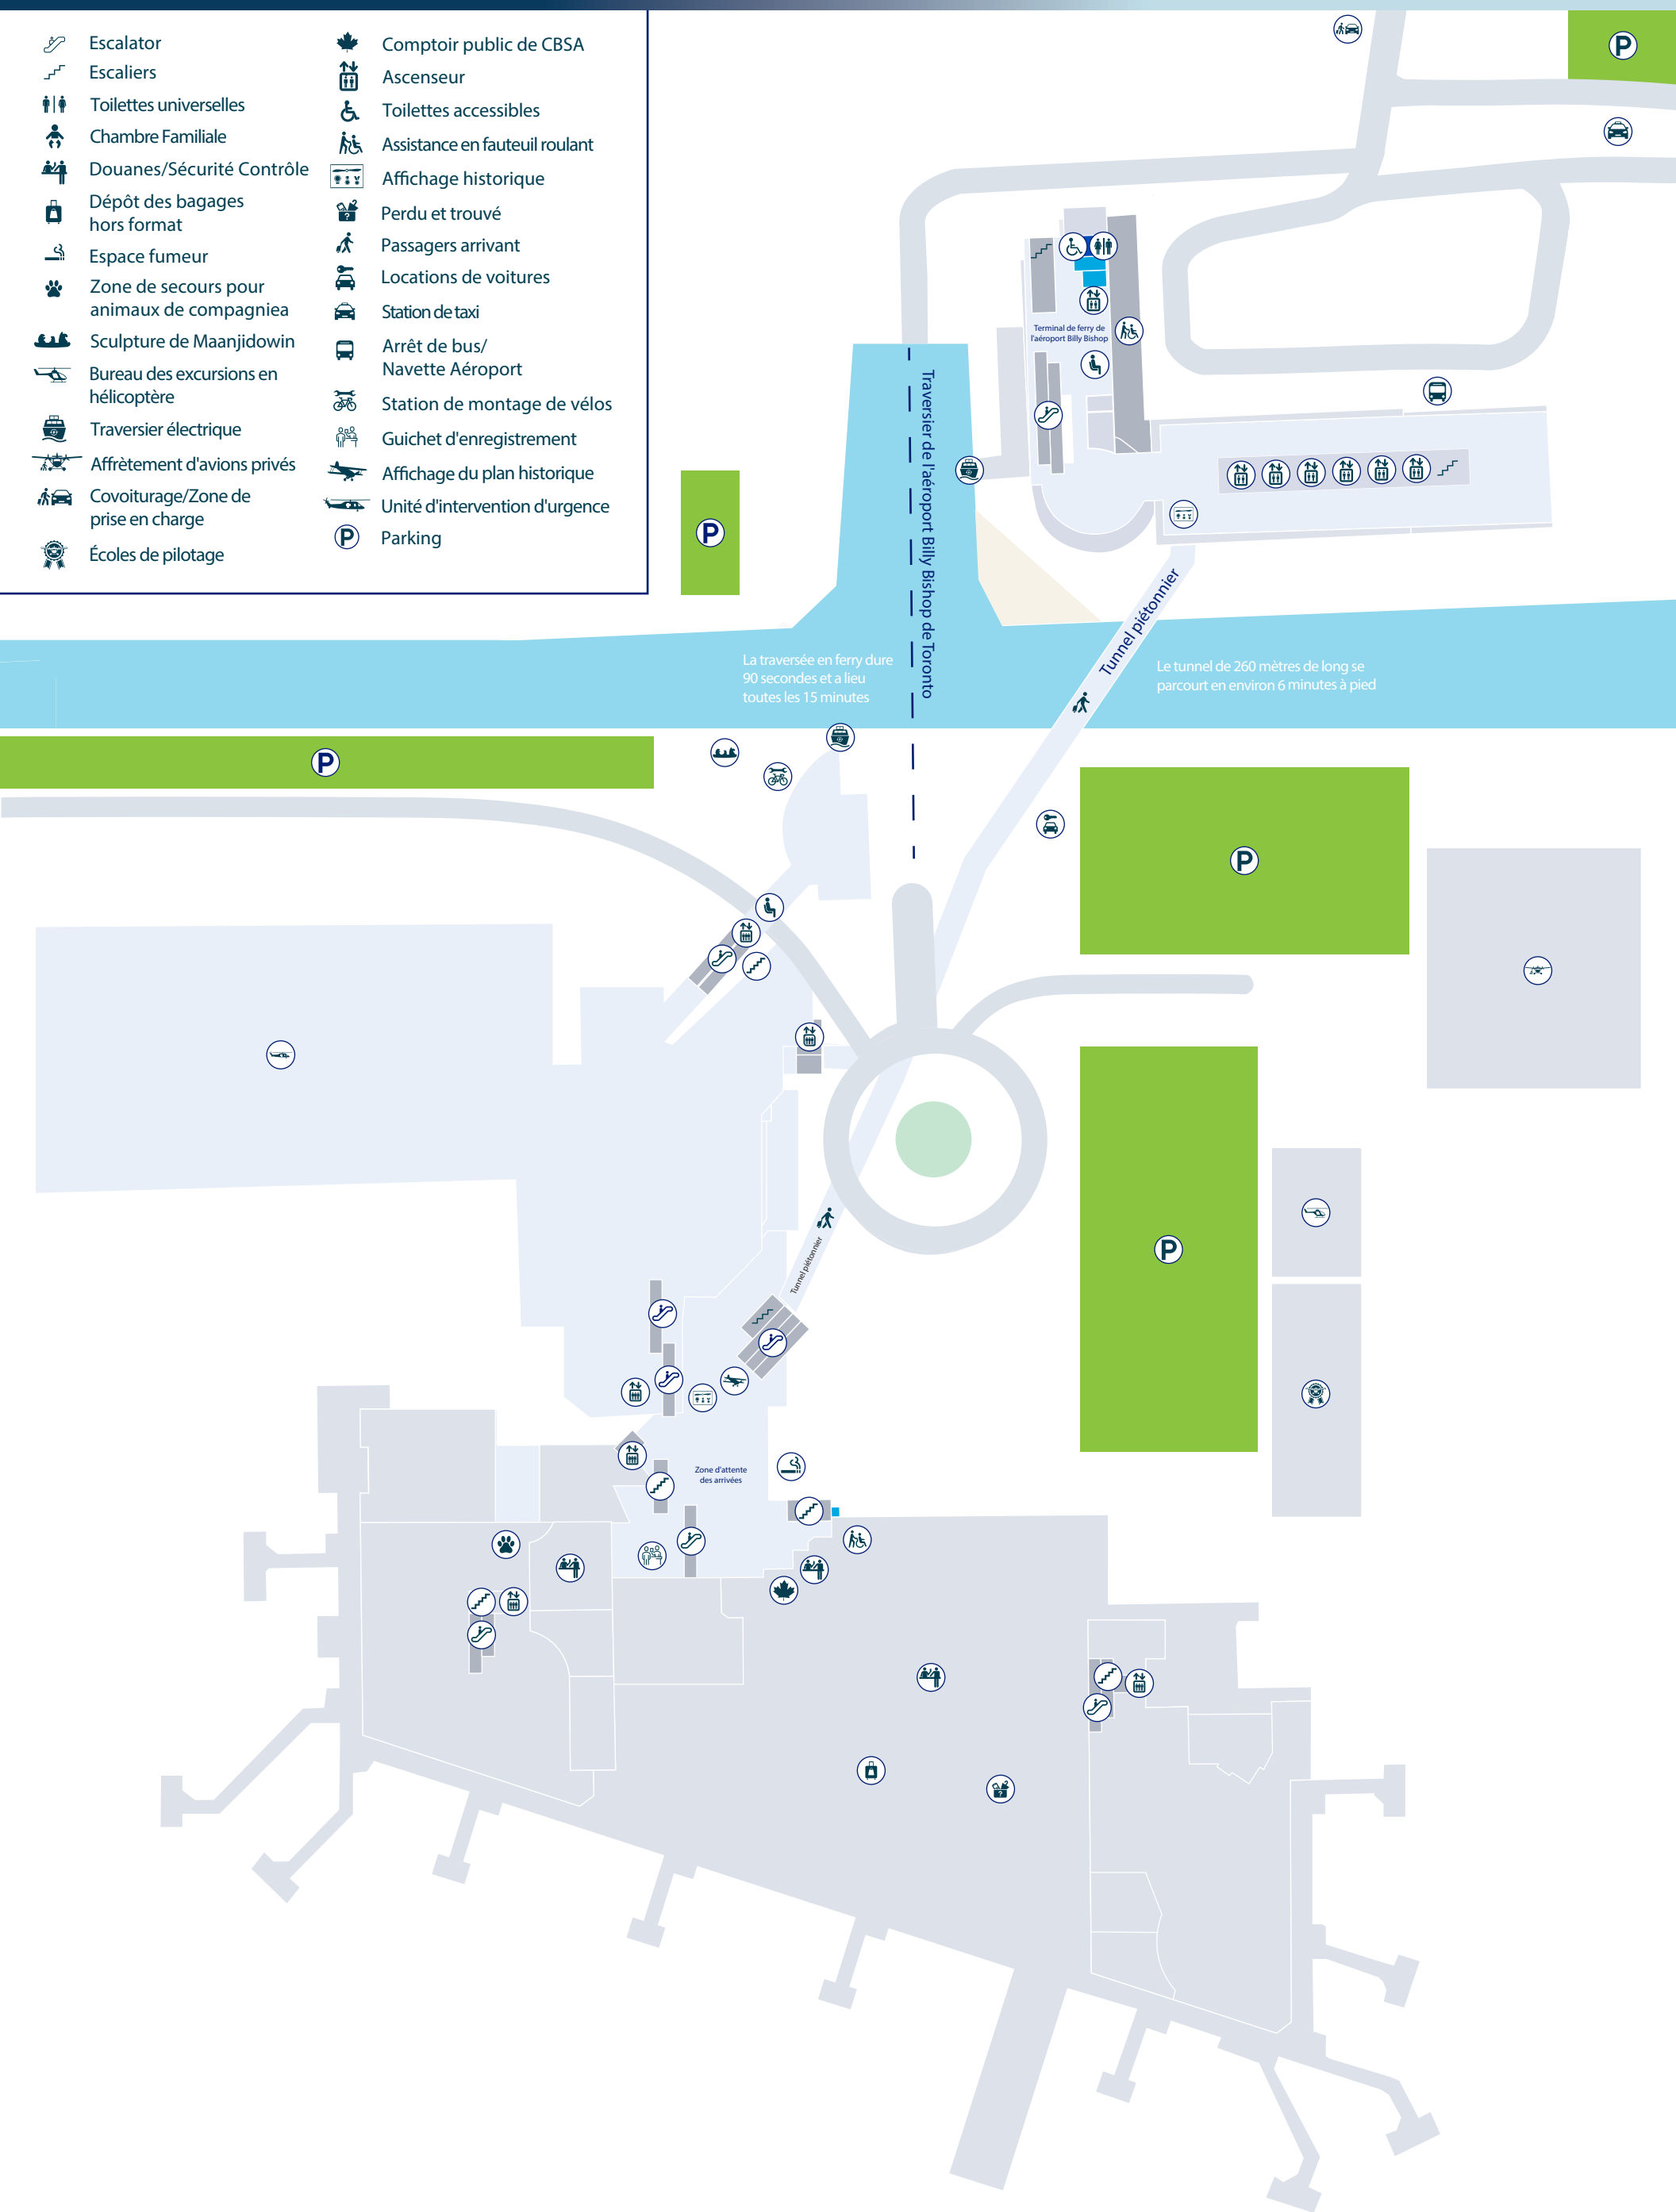 Escalator
Escaliers
Toilettes universelles
Chambre Familiale
Douanes/Sécurité Contrôle
Dépôt des bagages
hors format
Espace fumeur
Zone de secours pour
animaux de compagniea
Sculpture de Maanjidowin
Bureau des excursions en
hélicoptère
Traversier électrique
Affrètement d'avions privés
Covoiturage/Zone de
prise en charge
Écoles de pilotage
Comptoir public de CBSA
Ascenseur
Toilettes accessibles
Assistance en fauteuil roulant
Affichage historique
Perdu et trouvé
Passagers arrivant
Locations de voitures
Station de taxi
Arrêt de bus/
Navette Aéroport
Station de montage de vélos
Guichet d'enregistrement
Affichage du plan historique
Unité d'intervention d'urgence
P Parking
P
Terminal de ferry de
l'aéroport Billy Bishop
Traversier de l'aéroport Billy Bishop de Toronto
P
Tunnel piétonnier
La traversée en ferry dure
90 secondes et a lieu
toutes les 15 minutes
Le tunnel de 260 mètres de long se
parcourt en environ 6 minutes à pied
P
P
P
Tunnel piétonnier
Zone d'attente
des arrivées